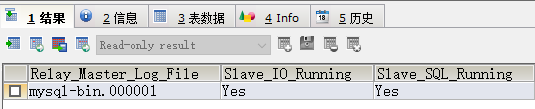 1 结果 2 信息 3 表数据 4 Info 18 5 历史
Read-only result
Relay_Master_Log_File Slave_IO_Running Slave_SQL_Running
mysql-bin.000001 Yes Yes